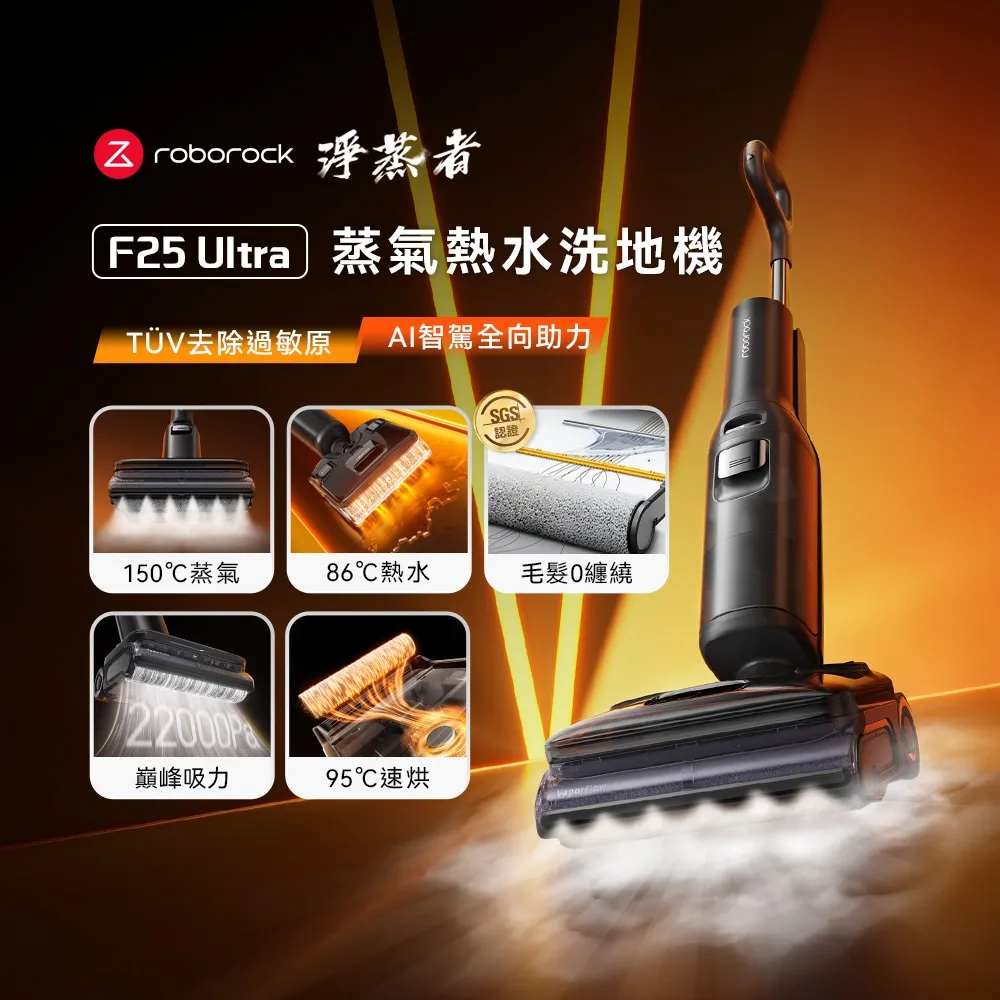 roborock 淨蒸者
F25 Ultra 蒸氣熱水洗地機
TÜV去除過敏原
AI智駕全向助力
SGS
認證
150℃蒸氣
86℃熱水
毛髮0纏繞
22000Pa
巔峰吸力
95℃速烘
roborock
VaporFlow